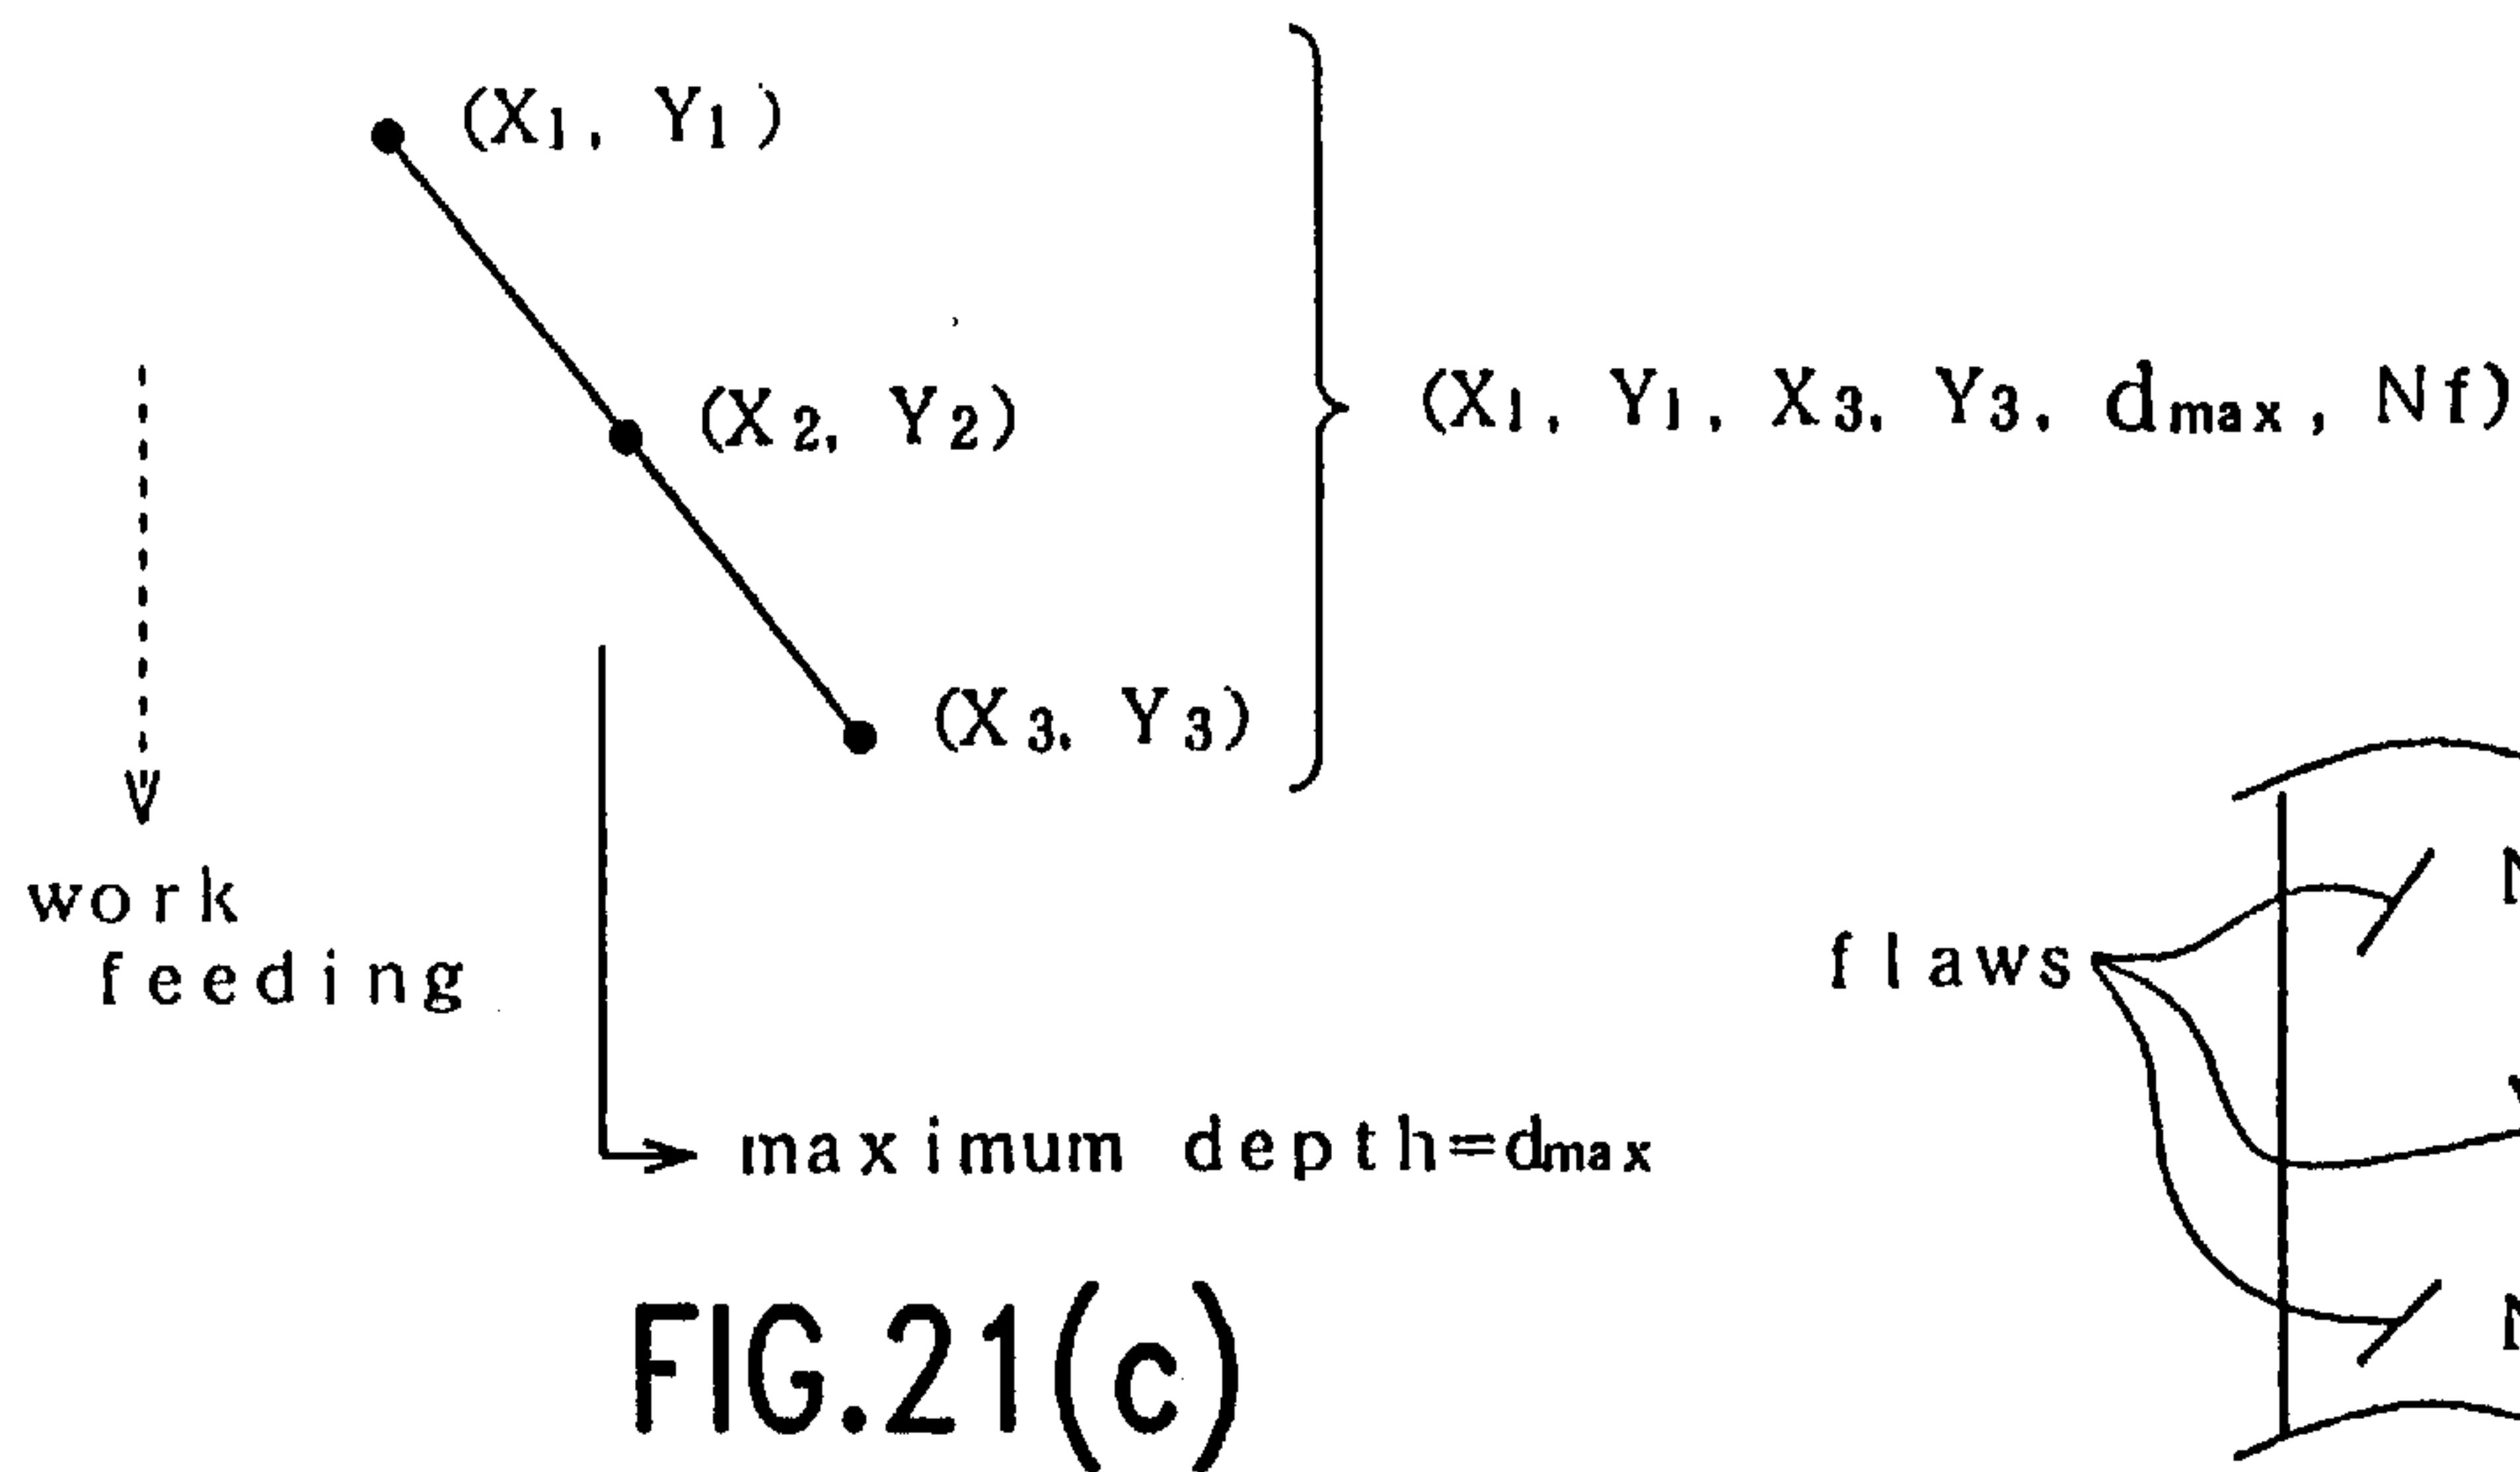 (X1, Y1)
(X2, Y2)
(X1, Y1, X3, Y3, dmax, Nf)
(X3, Y3)
work
feeding
flaws
maximum depth=dmax
FIG.21(c)